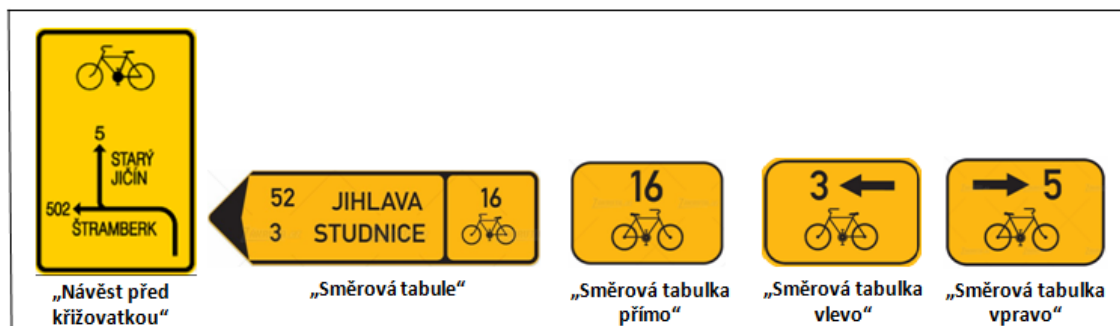 5
STARÝ
JIČÍN
502
ŠTRAMBERK
„Návěst před
křižovatkou“
52 JIHLAVA 16
3 STUDNICE
„Směrová tabule“
16
„Směrová tabulka
přímo“
3
„Směrová tabulka
vlevo“
5
„Směrová tabulka
vpravo“